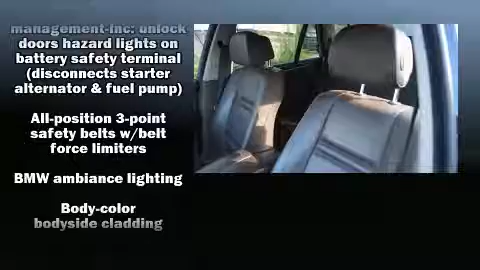 management-inc: unlock
doors hazard lights on
battery safety terminal
(disconnects starter
alternator & fuel pump)
All-position 3-point
safety belts w/belt
force limiters
BMW ambiance lighting
Body-color
bodyside cladding